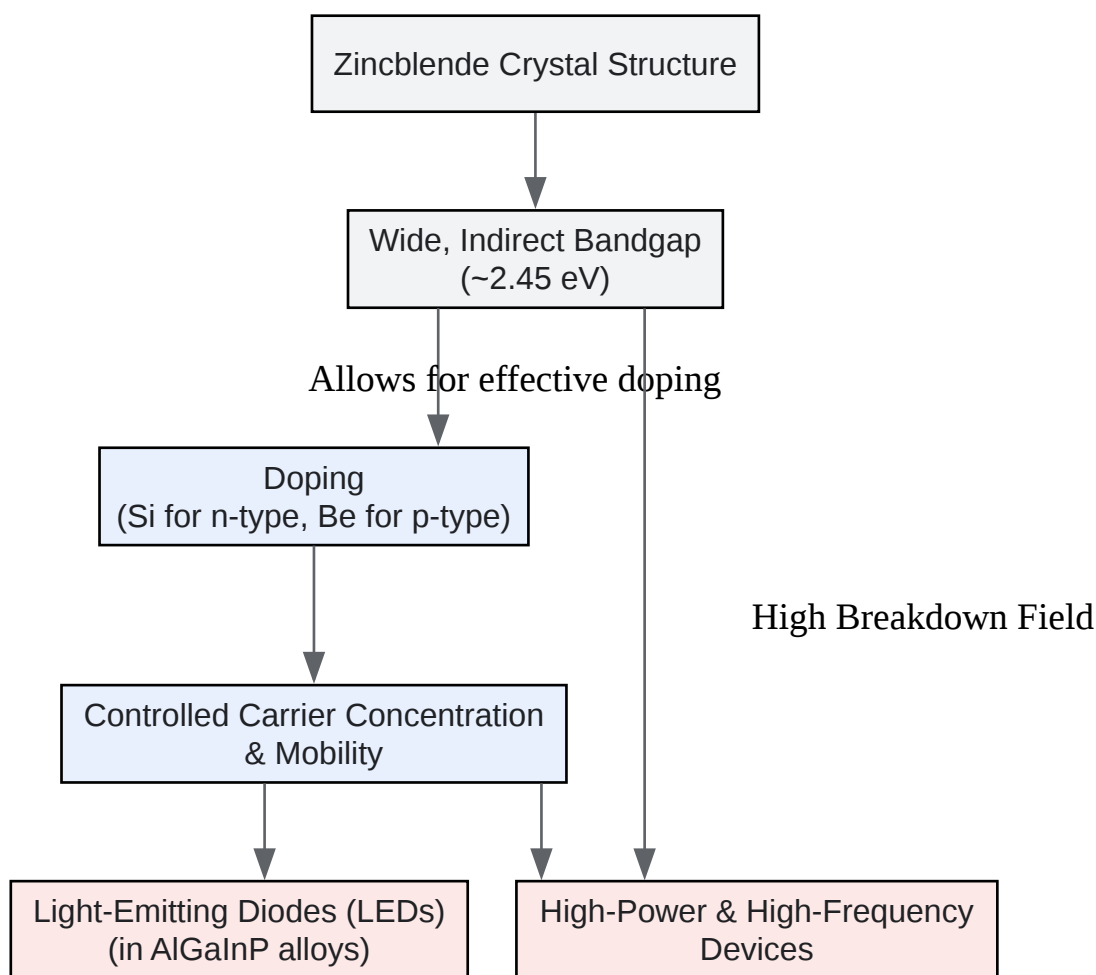 Zincblende Crystal Structure
Wide, Indirect Bandgap
(~2.45 eV)
Allows for effective doping
Doping
(Si for n-type, Be for p-type)
High Breakdown Field
Controlled Carrier Concentration
& Mobility
Light-Emitting Diodes (LEDs)
(in AlGaInP alloys)
High-Power & High-Frequency
Devices